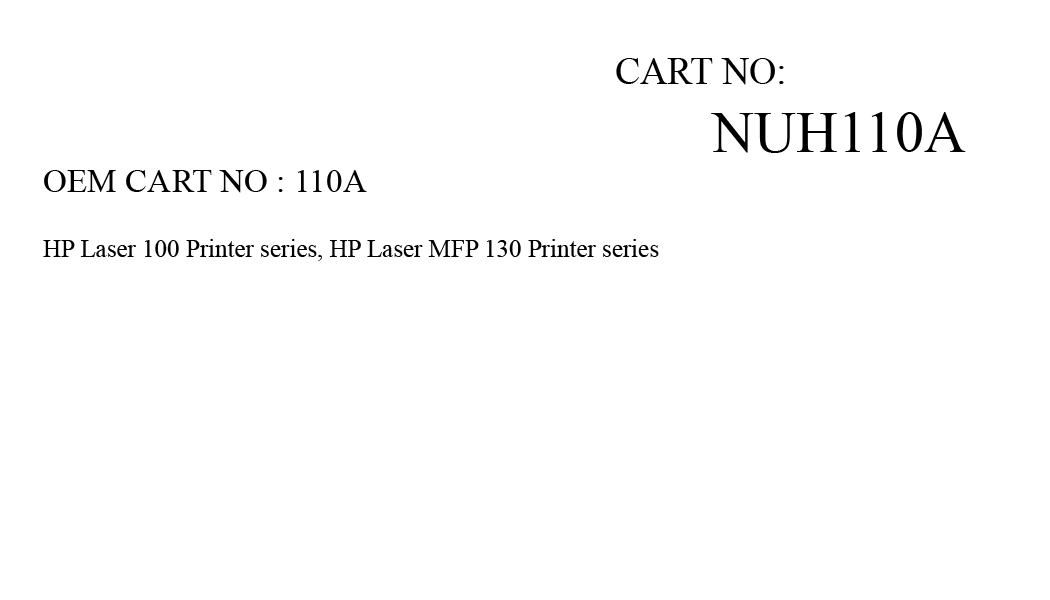 CART NO:
NUH110A
OEM CART NO : 110A
HP Laser 100 Printer series, HP Laser MFP 130 Printer series